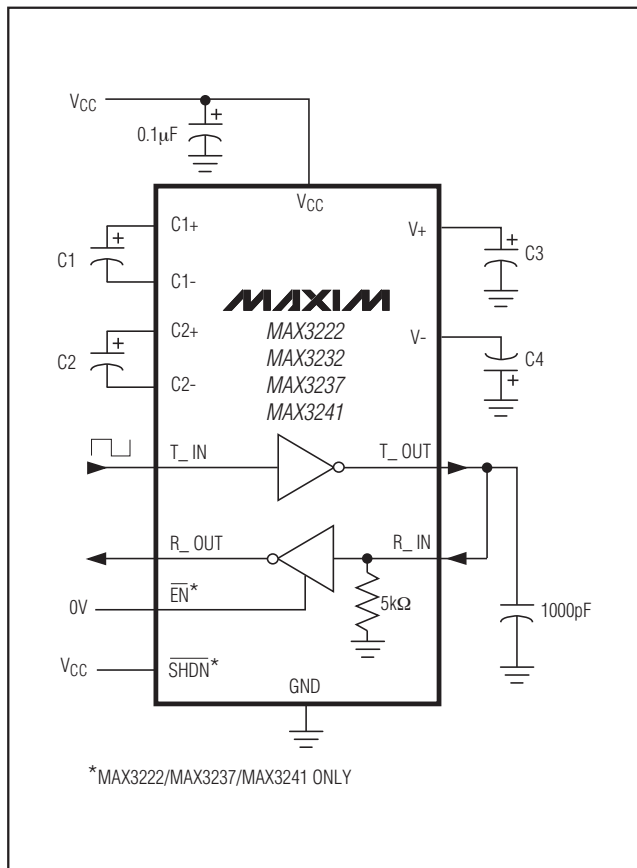 VCC
0.1μF
+
VCC
C1+
V+
C1
+
+
C3
C1-
MAXIM
C2+
MAX3222
V-
C2
+
MAX3232
C4
+
C2-
MAX3237
MAX3241
T_ IN
T_ OUT
R_ OUT
R_ IN
0V
EN*
5kΩ
1000pF
VCC
SHDN*
GND
*MAX3222/MAX3237/MAX3241 ONLY